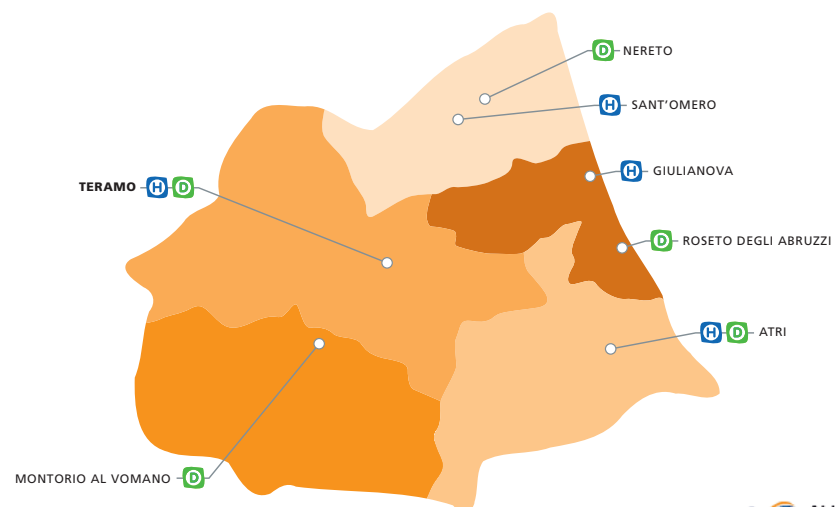 D NERETO
H SANT'OMERO
H GIULIANOVA
TERAMO H D
D ROSETO DEGLI ABRUZZI
H D ATRI
MONTORIO AL VOMANO D